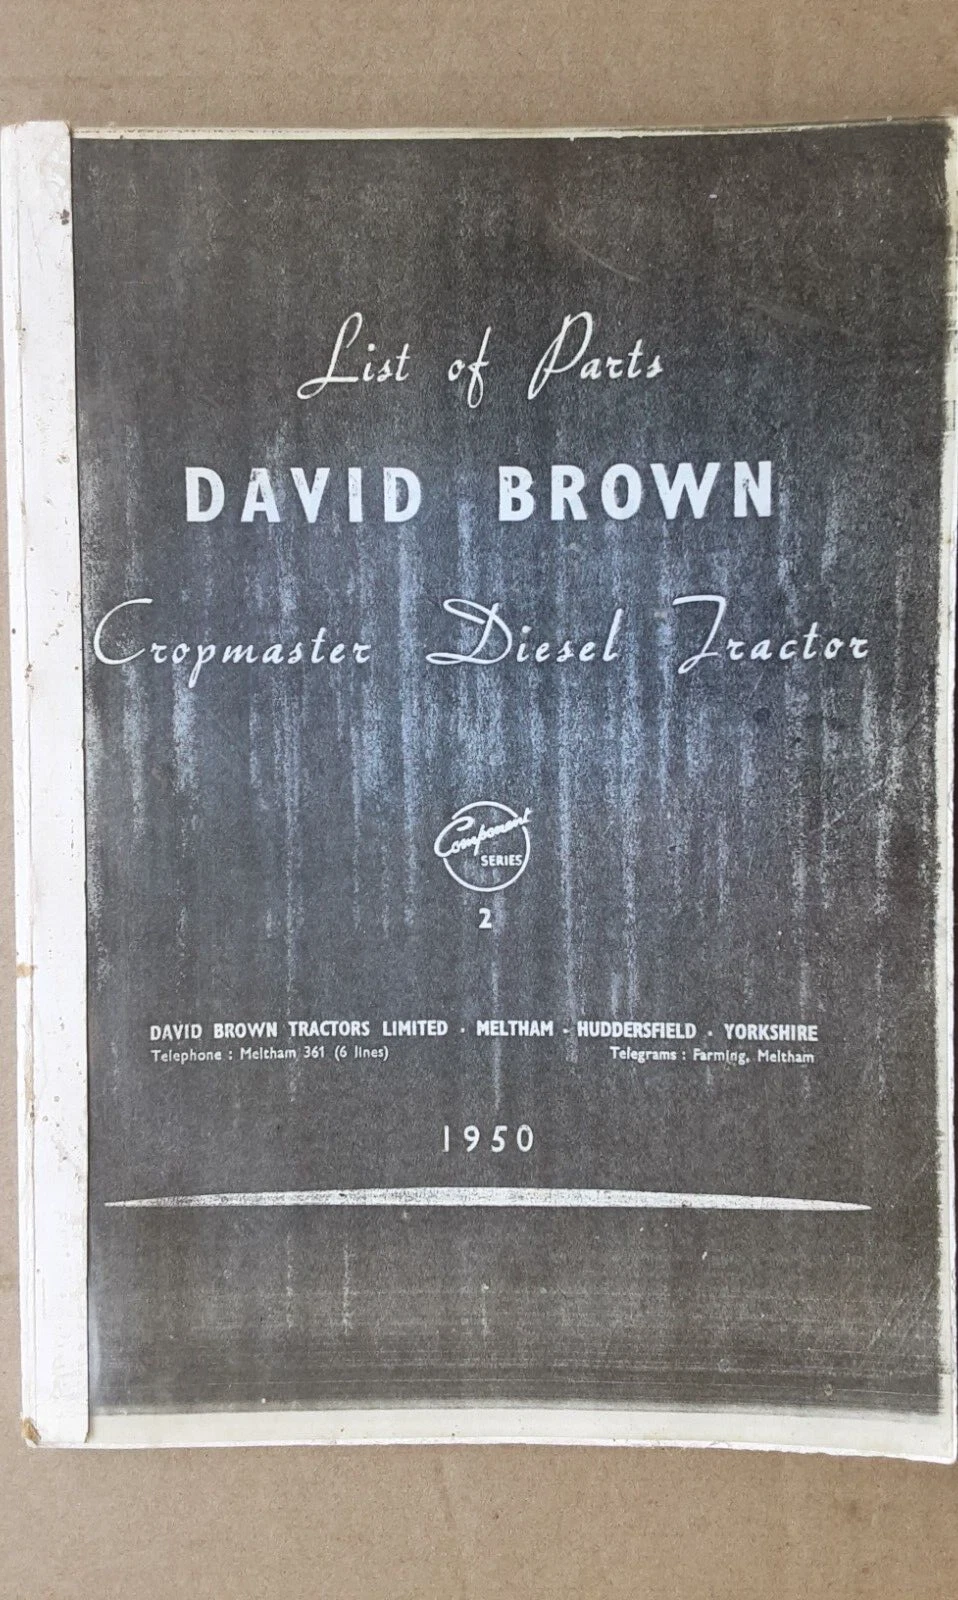 List of Parts
DAVID BROWN
Cropmaster Diesel Tractor
Component
SERIES
2
DAVID BROWN TRACTORS LIMITED · MELTHAM · HUDDERSFIELD · YORKSHIRE
Telephone : Meltham 361 (6 lines) Telegrams : Farming, Meltham
1950